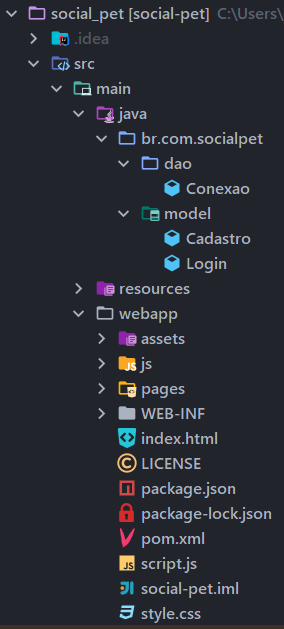 social_pet [social-pet] C:\Users\
.idea
src
main
java
br.com.socialpet
dao
Conexao
model
Cadastro
Login
resources
webapp
assets
js
pages
WEB-INF
index.html
LICENSE
package.json
package-lock.json
pom.xml
script.js
social-pet.iml
style.css